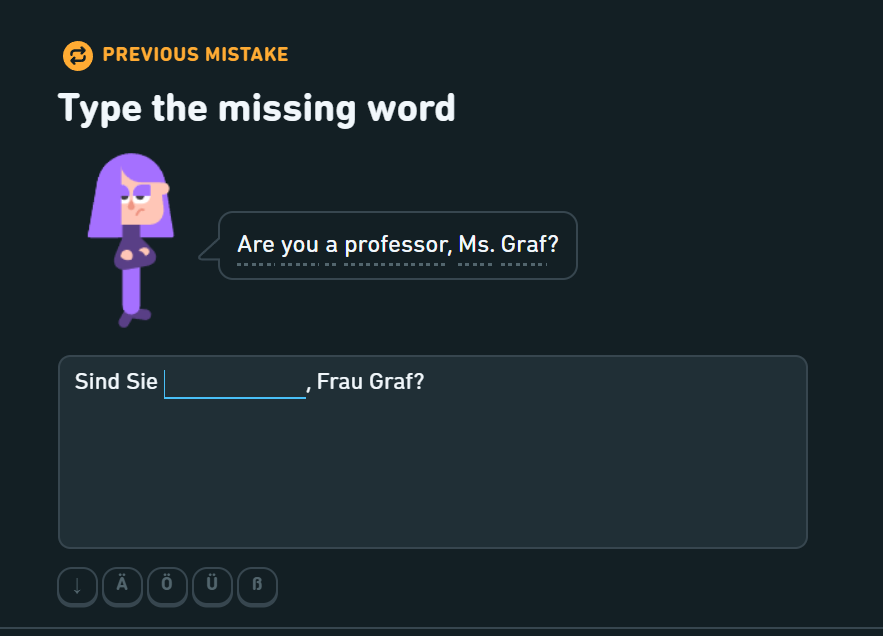 PREVIOUS MISTAKE
Type the missing word
Are you a professor, Ms. Graf?
Sind Sie , Frau Graf?
↓ Ä Ö Ü ß